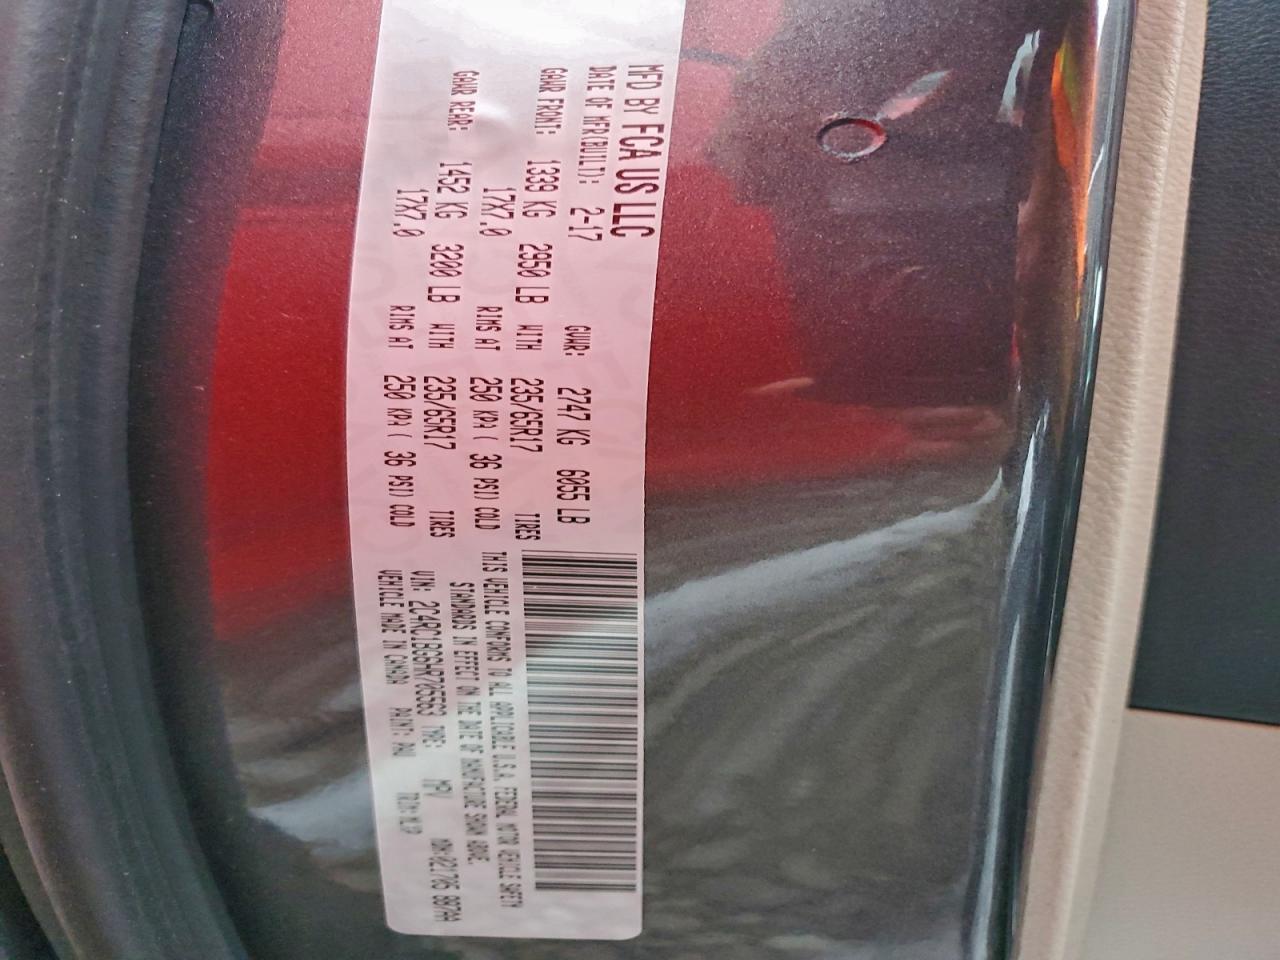 MFD BY FCA US LLC
DATE OF MFR(BUILT): 2-17 GVWR: 2747 KG 6055 LB
GAWR FRONT: 1339 KG 2950 LB WITH 235/65R17 TIRES
17X7.0 RIMS AT 250 KPA( 36 PSI) COLD
GAWR REAR: 1452 KG 3200 LB WITH 235/65R17 TIRES
17X7.0 RIMS AT 250 KPA( 36 PSI) COLD
THIS VEHICLE CONFORMS TO ALL APPLICABLE U.S.A. FEDERAL MOTOR VEHICLE SAFETY
STANDARDS IN EFFECT ON THE DATE OF MANUFACTURE SHOWN ABOVE.
VIN: TYPE: MPV
VEHICLE MADE IN CANADA PAINT: PAU TRIM: